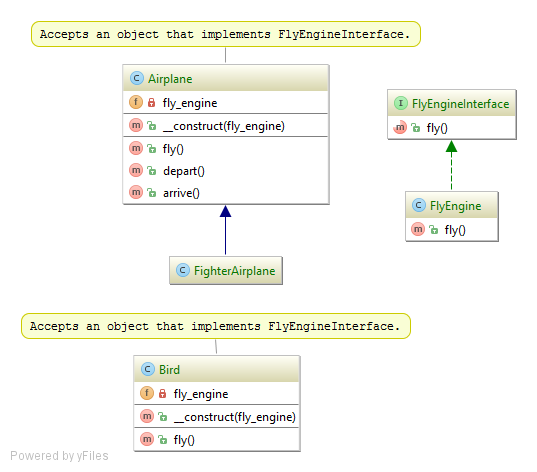 Accepts an object that implements FlyEngineInterface.
C Airplane
f fly_engine
m __construct(fly_engine)
m fly()
m depart()
m arrive()
I FlyEngineInterface
m fly()
C FlyEngine
m fly()
C FighterAirplane
Accepts an object that implements FlyEngineInterface.
C Bird
f fly_engine
m __construct(fly_engine)
m fly()
Powered by yFiles